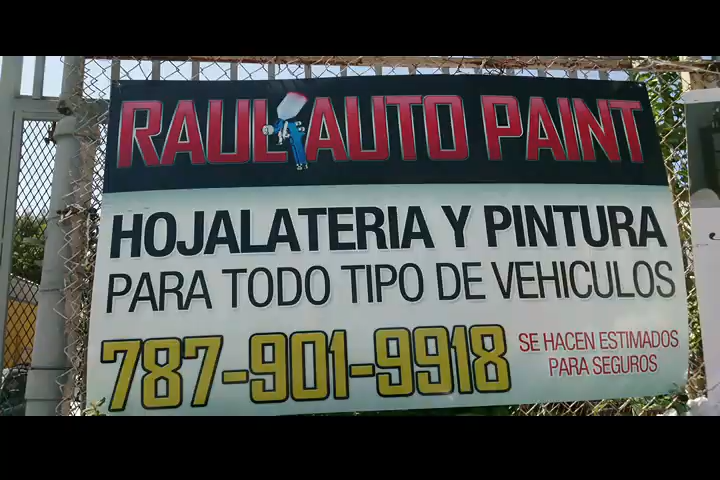 RAUL AUTO PAINT
HOJALATERIA Y PINTURA
PARA TODO TIPO DE VEHICULOS
787-901-9918
SE HACEN ESTIMADOS
PARA SEGUROS